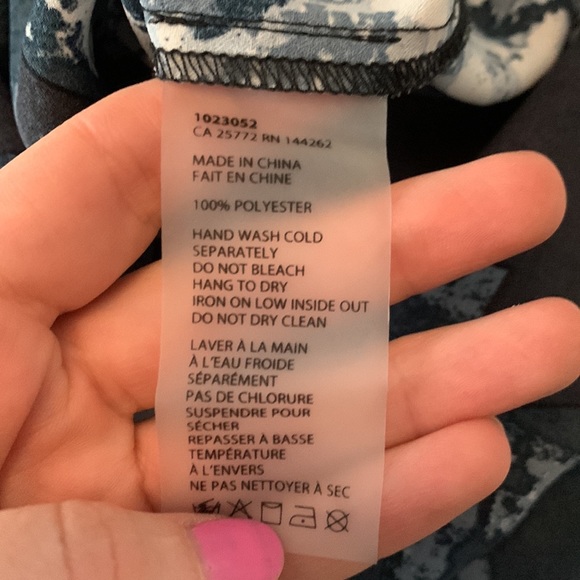 1023052
CA 25772 RN 144262
MADE IN CHINA
FAIT EN CHINE
100% POLYESTER
HAND WASH COLD
SEPARATELY
DO NOT BLEACH
HANG TO DRY
IRON ON LOW INSIDE OUT
DO NOT DRY CLEAN
LAVER À LA MAIN
À L'EAU FROIDE
SÉPARÉMENT
PAS DE CHLORURE
SUSPENDRE POUR
SÉCHER
REPASSER À BASSE
TEMPÉRATURE
À L'ENVERS
NE PAS NETTOYER À SEC